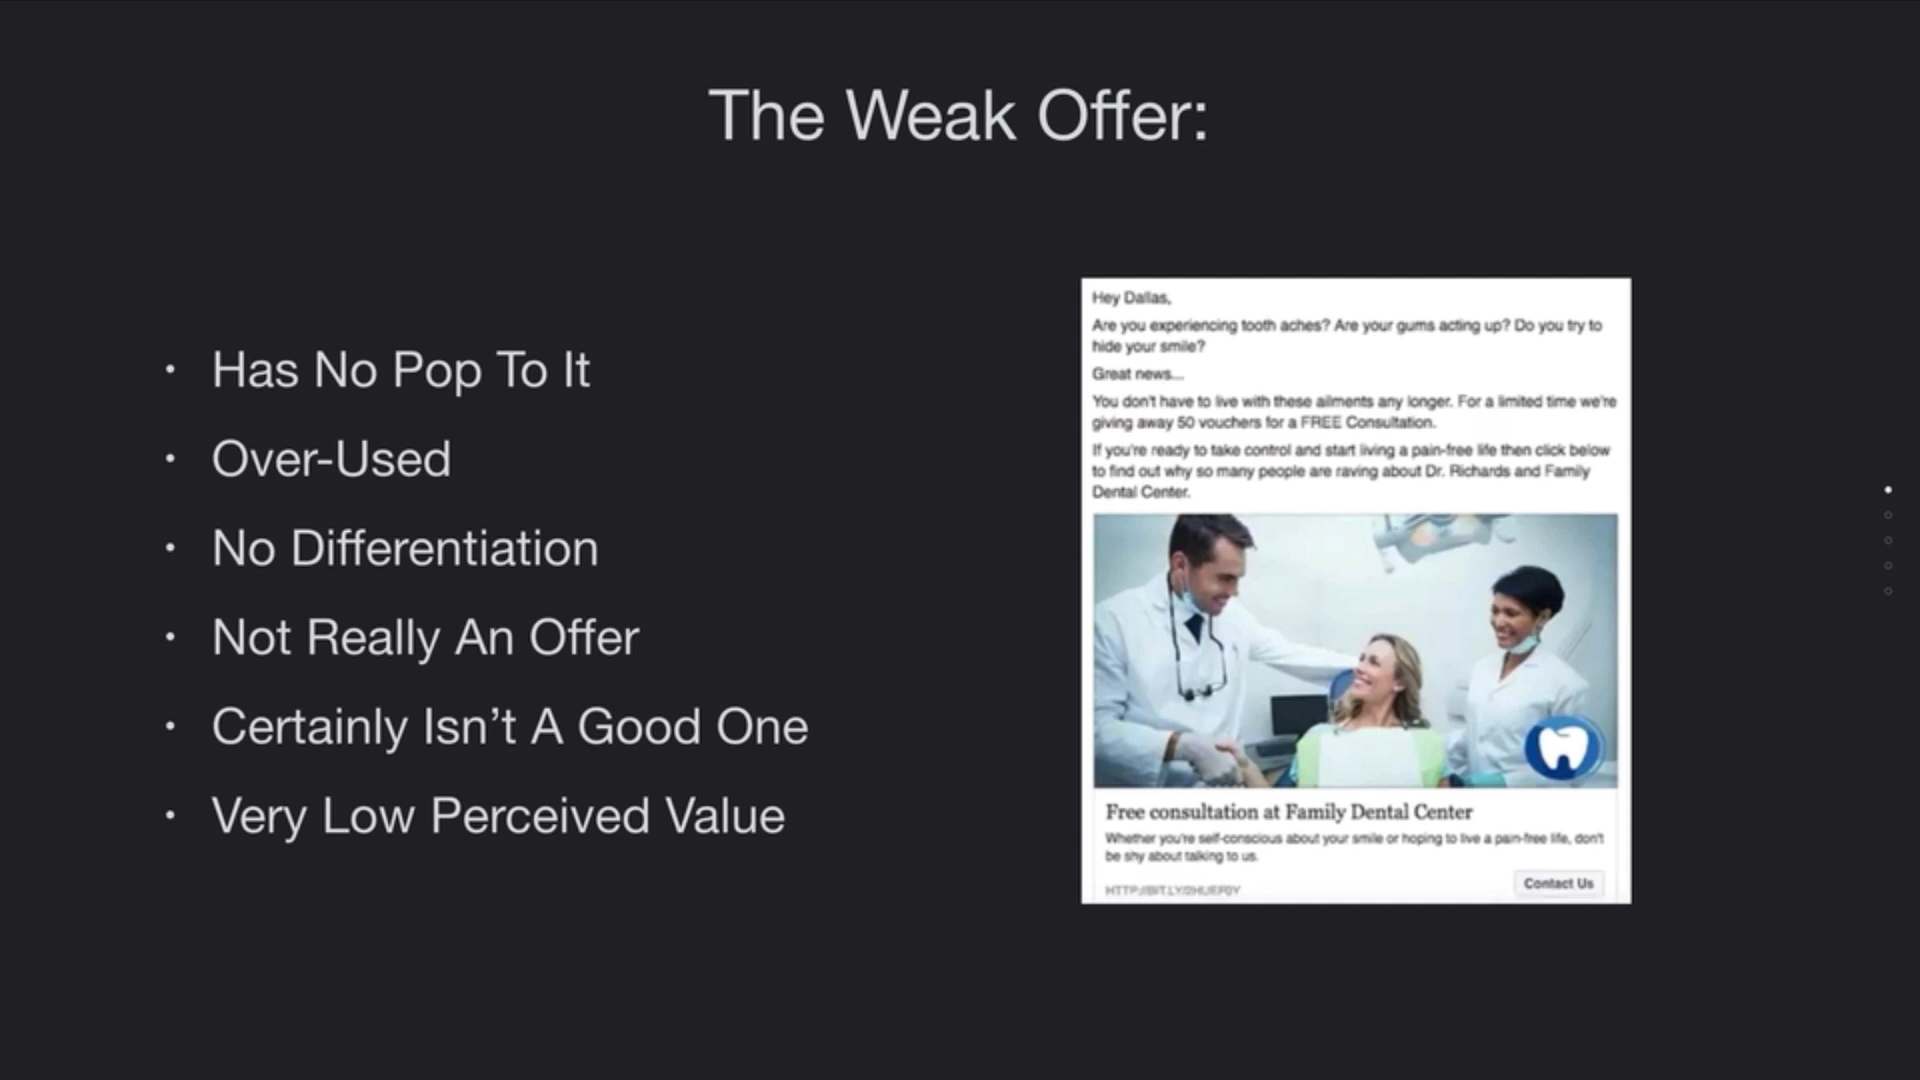 The Weak Offer:
• Has No Pop To It
• Over-Used
• No Differentiation
• Not Really An Offer
• Certainly Isn’t A Good One
• Very Low Perceived Value
Hey Dallas,
Are you experiencing tooth aches? Are your gums acting up? Do you try to
hide your smile?
Great news...
You don't have to live with these ailments any longer. For a limited time we're
giving away 50 vouchers for a FREE Consultation.
If you're ready to take control and start living a pain-free life then click below
to find out why so many people are raving about Dr. Richards and Family
Dental Center.
Free consultation at Family Dental Center
Whether you're self-conscious about your smile or hoping to live a pain-free life, don't
be shy about talking to us.
Contact Us